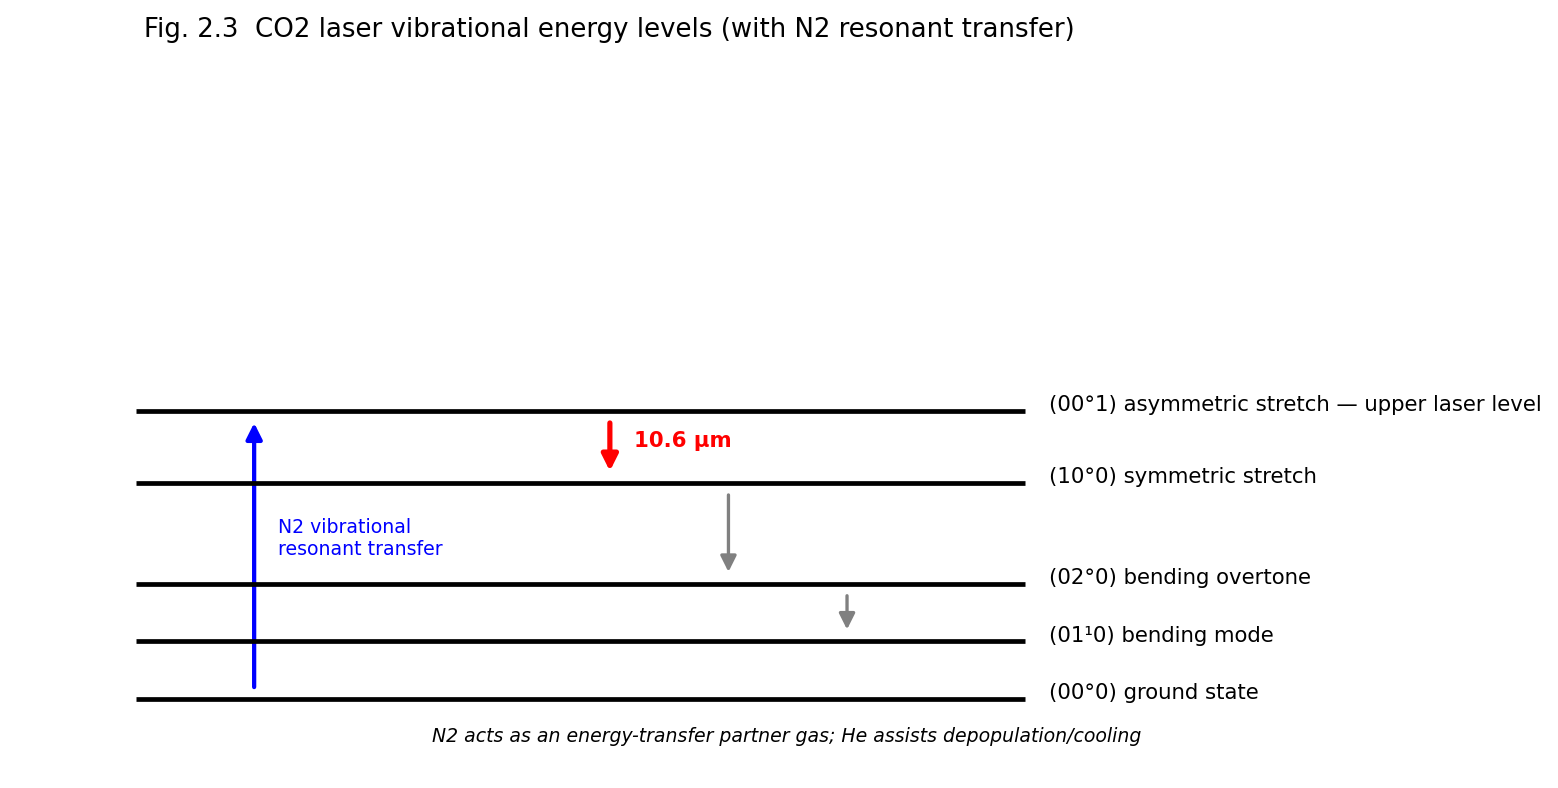 Fig. 2.3  CO2 laser vibrational energy levels (with N2 resonant transfer)
(00°1) asymmetric stretch — upper laser level
10.6 μm
(10°0) symmetric stretch
N2 vibrational
resonant transfer
(02°0) bending overtone
(01¹0) bending mode
(00°0) ground state
N2 acts as an energy-transfer partner gas; He assists depopulation/cooling